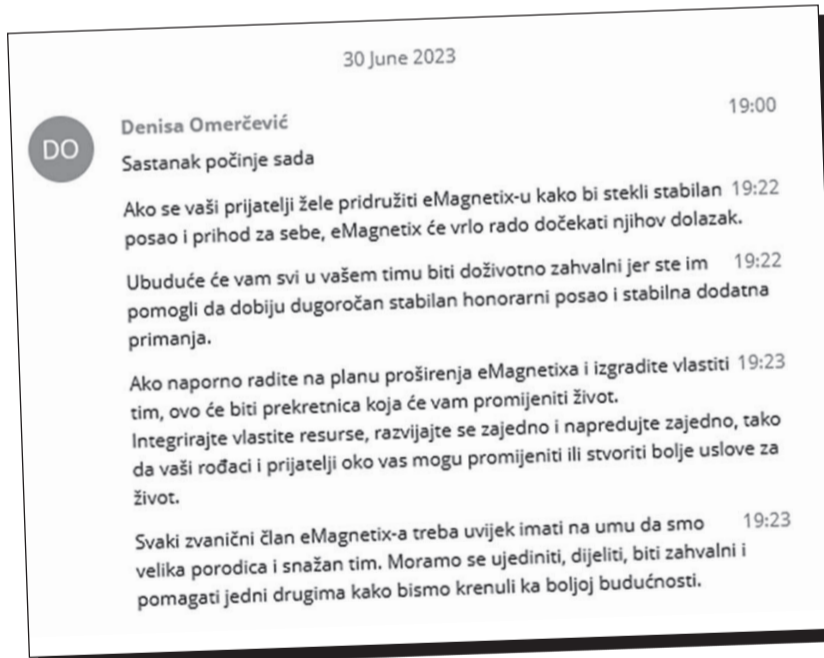 30 June 2023
DO
Denisa Omerčević 19:00
Sastanak počinje sada
Ako se vaši prijatelji žele pridružiti eMagnetix-u kako bi stekli stabilan 19:22
posao i prihod za sebe, eMagnetix će vrlo rado dočekati njihov dolazak.
Ubuduće će vam svi u vašem timu biti doživotno zahvalni jer ste im 19:22
pomogli da dobiju dugoročan stabilan honorarni posao i stabilna dodatna
primanja.
Ako naporno radite na planu proširenja eMagnetixa i izgradite vlastiti 19:23
tim, ovo će biti prekretnica koja će vam promijeniti život.
Integrirajte vlastite resurse, razvijajte se zajedno i napredujte zajedno, tako
da vaši rođaci i prijatelji oko vas mogu promijeniti ili stvoriti bolje uslove za
život.
Svaki zvanični član eMagnetix-a treba uvijek imati na umu da smo 19:23
velika porodica i snažan tim. Moramo se ujediniti, dijeliti, biti zahvalni i
pomagati jedni drugima kako bismo krenuli ka boljoj budućnosti.